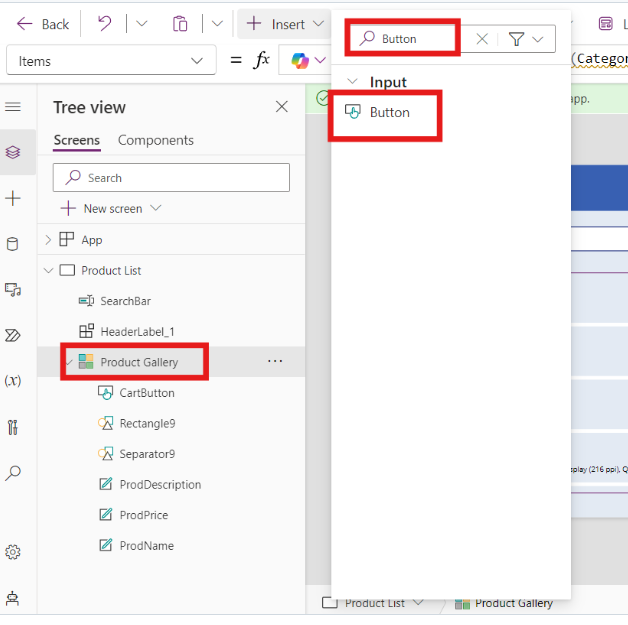 Back
Insert
Button
Items
= fx
(Categor
Input
Button
app.
Tree view
Screens
Components
Search
New screen
App
Product List
SearchBar
HeaderLabel_1
Product Gallery
CartButton
Rectangle9
Separator9
ProdDescription
ProdPrice
ProdName
(x)
splay (216 ppi), Q
Product List
Product Gallery